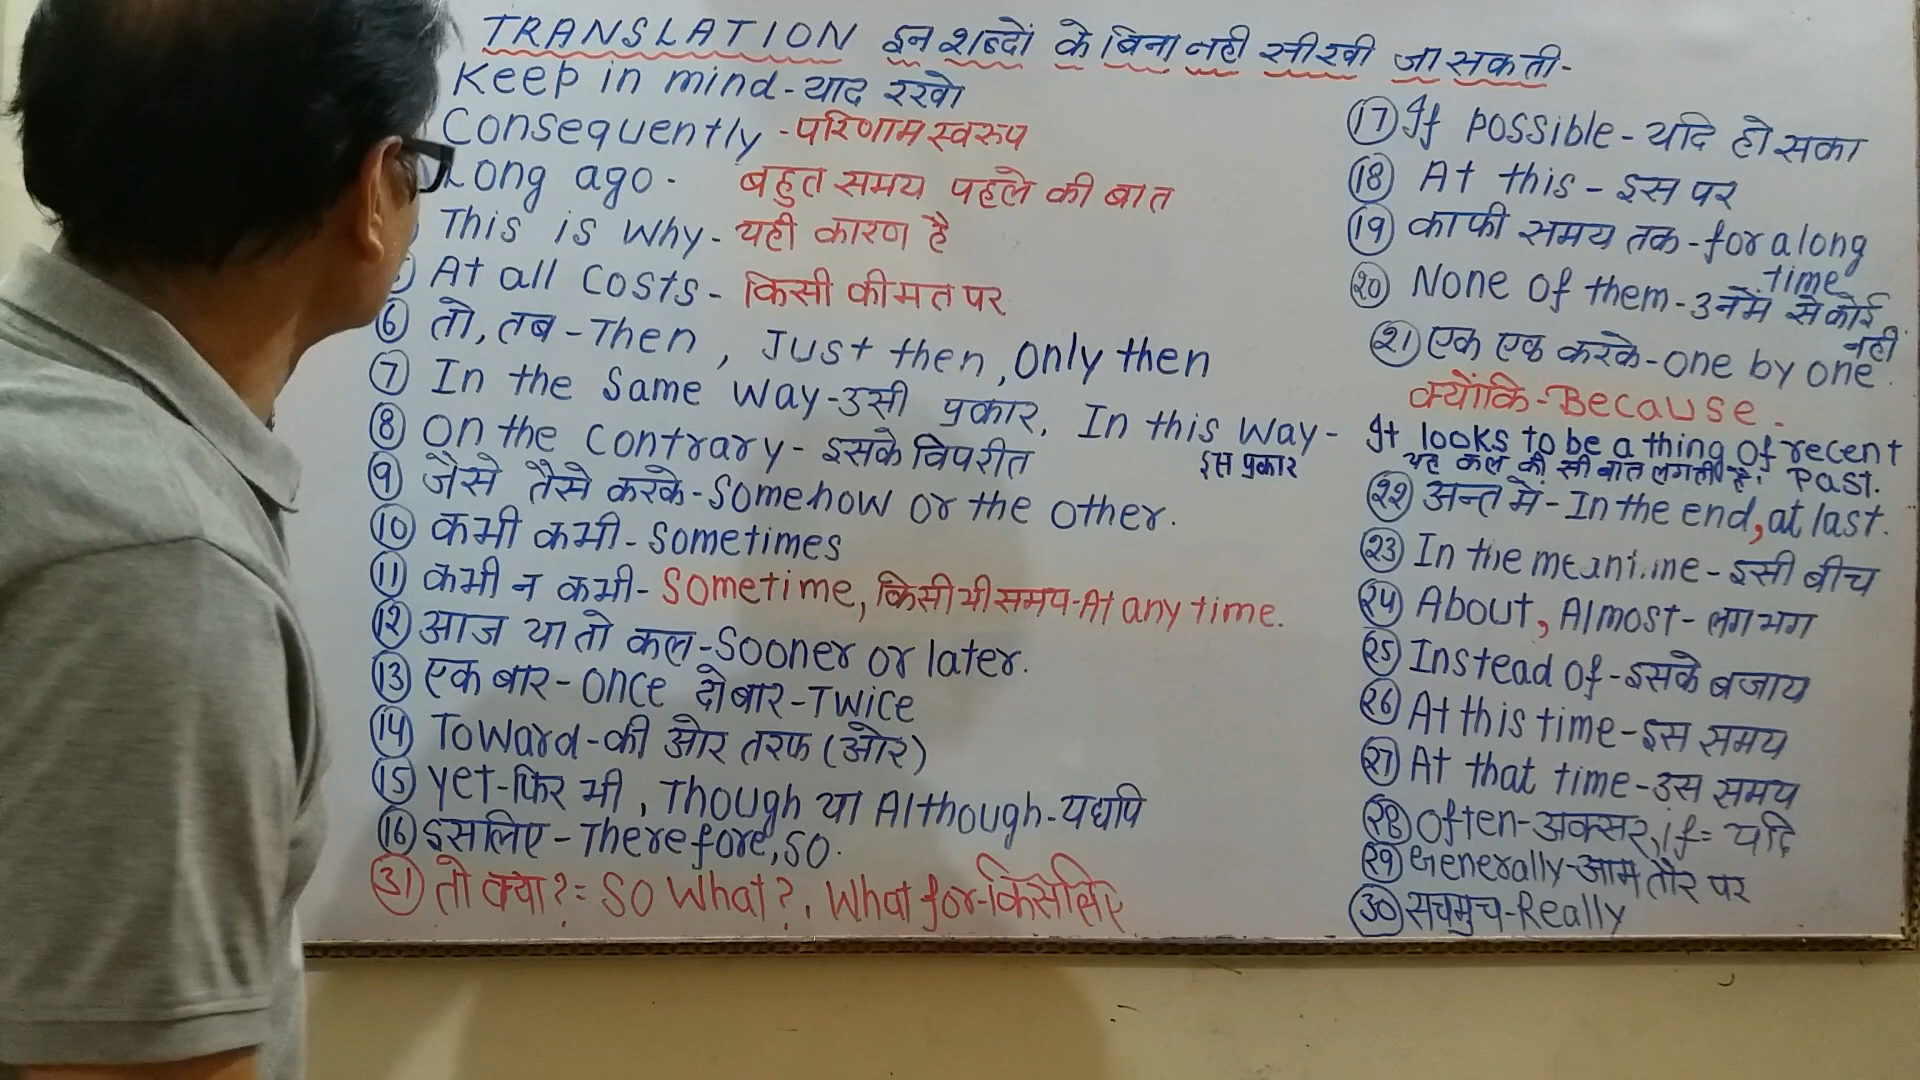 TRANSLATION इन शब्दों के बिना नही सीखी जा सकती-
Keep in mind-याद रखो
Consequently-परिणाम स्वरुप
Long ago- बहुत समय पहले की बात
This is Why-यही कारण है
At all costs-किसी कीमत पर
⑥ तो, तब-Then, Just then, only then
⑦ In the same way-उसी प्रकार, In this way-
इस प्रकार
⑧ On the contrary-इसके विपरीत
⑨ जैसे तैसे करके-Somehow or the other.
⑩ कभी कभी-Sometimes
⑪ कभी न कभी-Sometime, किसी भी समय-At any time.
⑫ आज या तो कल-Sooner or later.
⑬ एक बार-once दो बार-Twice
⑭ Toward-की ओर तरफ (ओर)
⑮ Yet-फिर भी, Though या Although-यद्यपि
⑯ इसलिए-Therefore, so.
㉛ तो क्या?=So What?, What for-किसलिए
⑰ If possible-यदि हो सका
⑱ At this-इस पर
⑲ काफी समय तक-for a long
time
⑳ None of them-उनमें से कोई
नहीं
㉑ एक एक करके-one by one.
क्योंकि-Because.
It looks to be a thing of recent
यह कल की सी बात लगती है। Past.
㉒ अन्त में-In the end, at last.
㉓ In the meantime-इसी बीच
㉔ About, Almost-लगभग
㉕ Instead of-इसके बजाय
㉖ At this time-इस समय
㉗ At that time-उस समय
㉘ Often-अक्सर, if=यदि
㉙ Generally-आम तौर पर
㉚ सचमुच-Really